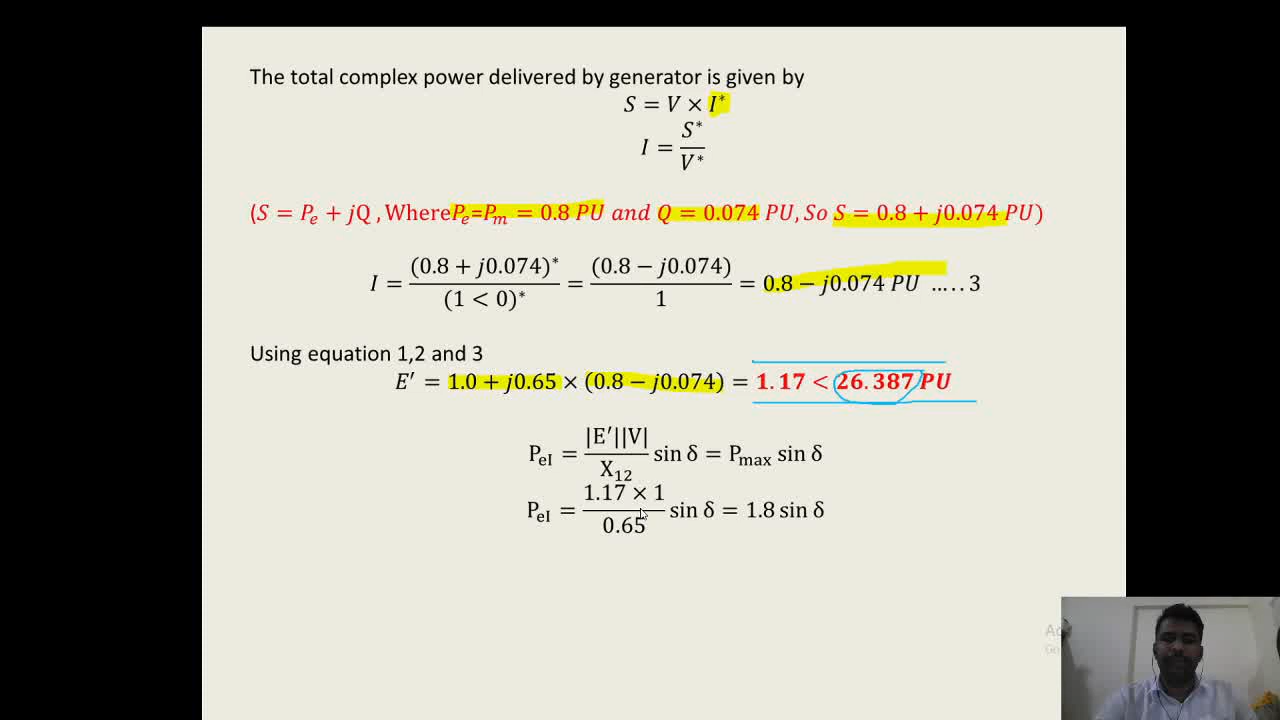 The total complex power delivered by generator is given by
S = V × I*
I = S*/V*
(S = Pₑ + jQ , Where Pₑ=Pₘ = 0.8 PU and Q = 0.074 PU, So S = 0.8 + j0.074 PU)
I = (0.8 + j0.074)*/(1 < 0)* = (0.8 − j0.074)/1 = 0.8 − j0.074 PU …..3
Using equation 1,2 and 3
E′ = 1.0 + j0.65 × (0.8 − j0.074) = 1.17 < 26.387 PU
P_eI = |E′||V|/X₁₂ sin δ = P_max sin δ
P_eI = 1.17 × 1/0.65 sin δ = 1.8 sin δ